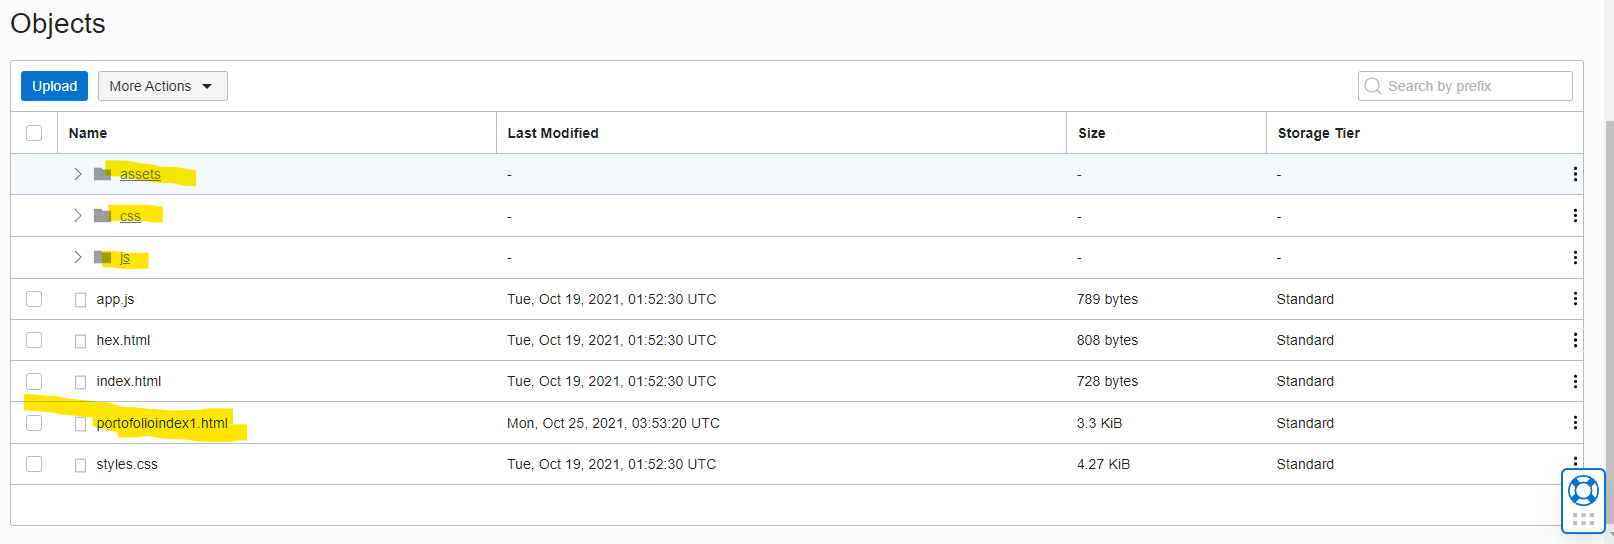 Objects
Upload More Actions Search by prefix
Name Last Modified Size Storage Tier
assets - - -
css - - -
js - - -
app.js Tue, Oct 19, 2021, 01:52:30 UTC 789 bytes Standard
hex.html Tue, Oct 19, 2021, 01:52:30 UTC 808 bytes Standard
index.html Tue, Oct 19, 2021, 01:52:30 UTC 728 bytes Standard
portofolioindex1.html Mon, Oct 25, 2021, 03:53:20 UTC 3.3 KiB Standard
styles.css Tue, Oct 19, 2021, 01:52:30 UTC 4.27 KiB Standard